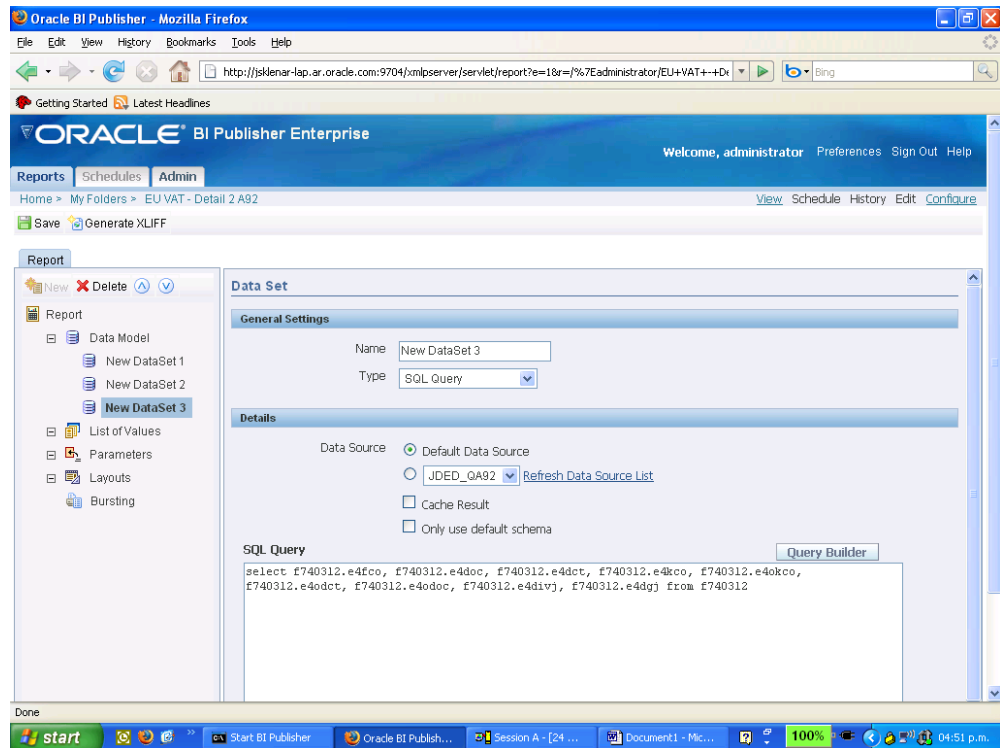 Oracle BI Publisher - Mozilla Firefox
File Edit View History Bookmarks Tools Help
http://jsklenar-lap.ar.oracle.com:9704/xmlpserver/servlet/report?e=1&r=/%7Eadministrator/EU+VAT+-+De
Bing
Getting Started Latest Headlines
ORACLE BI Publisher Enterprise
Welcome, administrator Preferences Sign Out Help
Reports Schedules Admin
Home > My Folders > EU VAT - Detail 2 A92 View Schedule History Edit Configure
Save Generate XLIFF
Report
New Delete
Report
Data Model
New DataSet 1
New DataSet 2
New DataSet 3
List of Values
Parameters
Layouts
Bursting
Data Set
General Settings
Name New DataSet 3
Type SQL Query
Details
Data Source Default Data Source
JDED_QA92 Refresh Data Source List
Cache Result
Only use default schema
SQL Query Query Builder
select f740312.e4fco, f740312.e4doc, f740312.e4dct, f740312.e4kco, f740312.e4okco,
f740312.e4odct, f740312.e4odoc, f740312.e4divj, f740312.e4dgj from f740312
Done
start Start BI Publisher Oracle BI Publish... Session A - [24 ... Document1 - Mic... 100% 04:51 p.m.